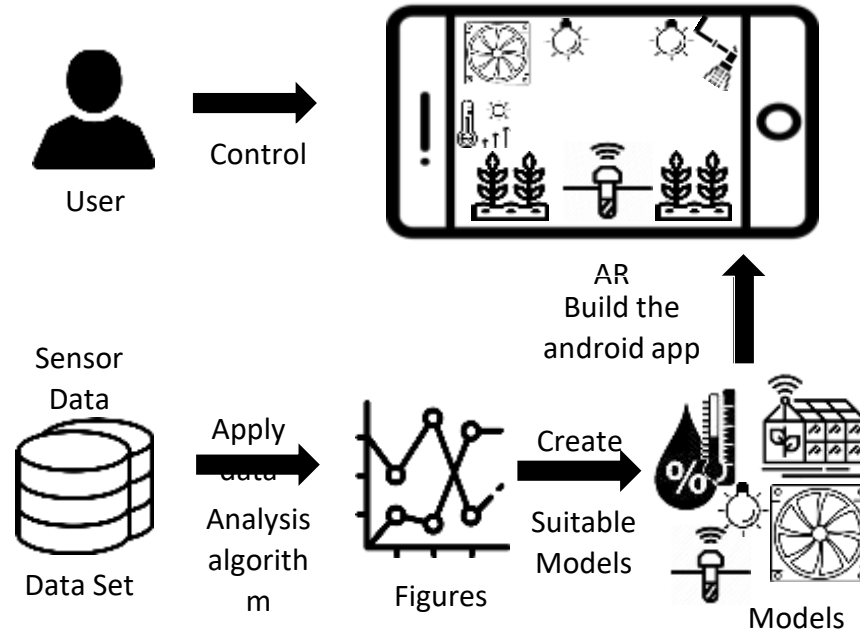 Control
User
AR
Build the
android app
Sensor
Data
Apply
data
Analysis
algorith
m
Create
Suitable
Models
%
Data Set
Figures
Models